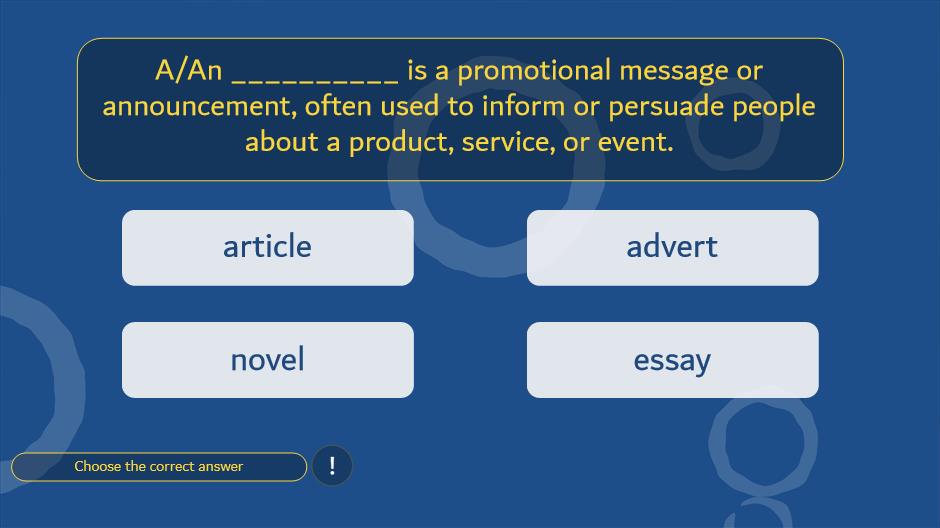 A/An __________ is a promotional message or
announcement, often used to inform or persuade people
about a product, service, or event.
article
advert
novel
essay
Choose the correct answer
!